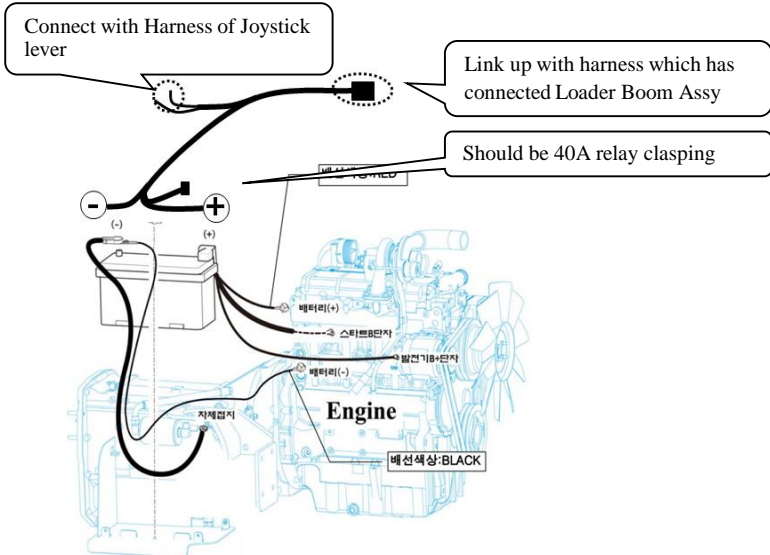 Connect with Harness of Joystick
lever
Link up with harness which has
connected Loader Boom Assy
Should be 40A relay clasping
-
+
(-)
(+)
배터리(+)
스타트B단자
발전기B+단자
배터리(-)
자체접지
Engine
배선색상:BLACK